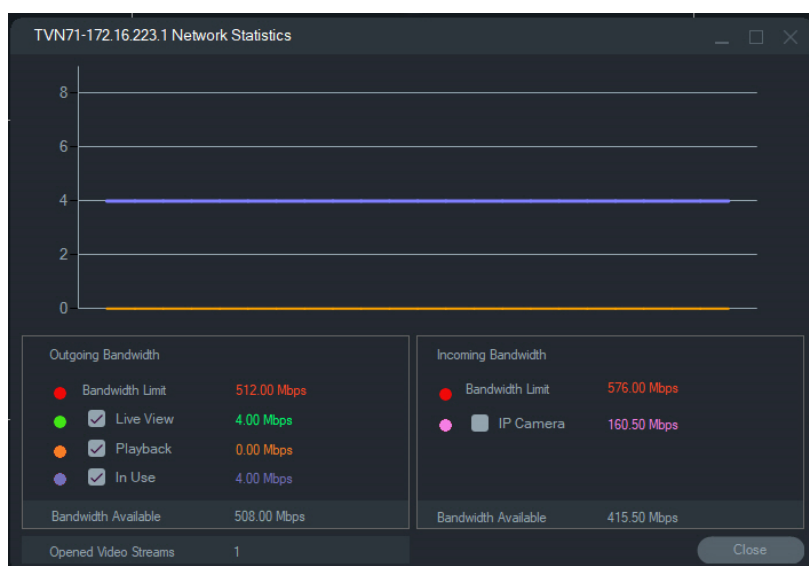 TVN71-172.16.223.1 Network Statistics
8
6
4
2
0
Outgoing Bandwidth
Bandwidth Limit 512.00 Mbps
Live View 4.00 Mbps
Playback 0.00 Mbps
In Use 4.00 Mbps
Bandwidth Available 508.00 Mbps
Incoming Bandwidth
Bandwidth Limit 576.00 Mbps
IP Camera 160.50 Mbps
Bandwidth Available 415.50 Mbps
Opened Video Streams 1
Close